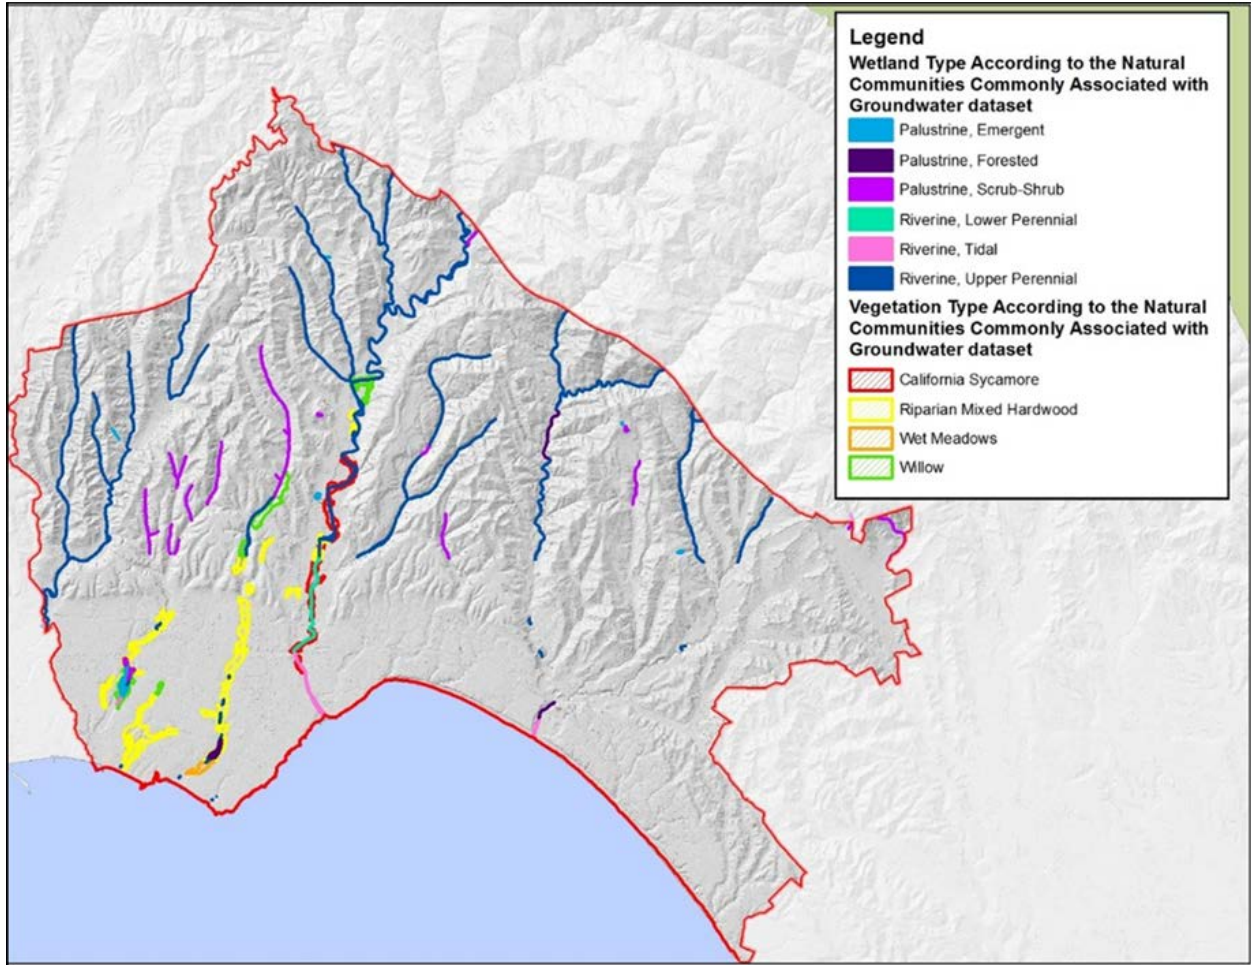 Legend
Wetland Type According to the Natural
Communities Commonly Associated with
Groundwater dataset
Palustrine, Emergent
Palustrine, Forested
Palustrine, Scrub-Shrub
Riverine, Lower Perennial
Riverine, Tidal
Riverine, Upper Perennial
Vegetation Type According to the Natural
Communities Commonly Associated with
Groundwater dataset
California Sycamore
Riparian Mixed Hardwood
Wet Meadows
Willow